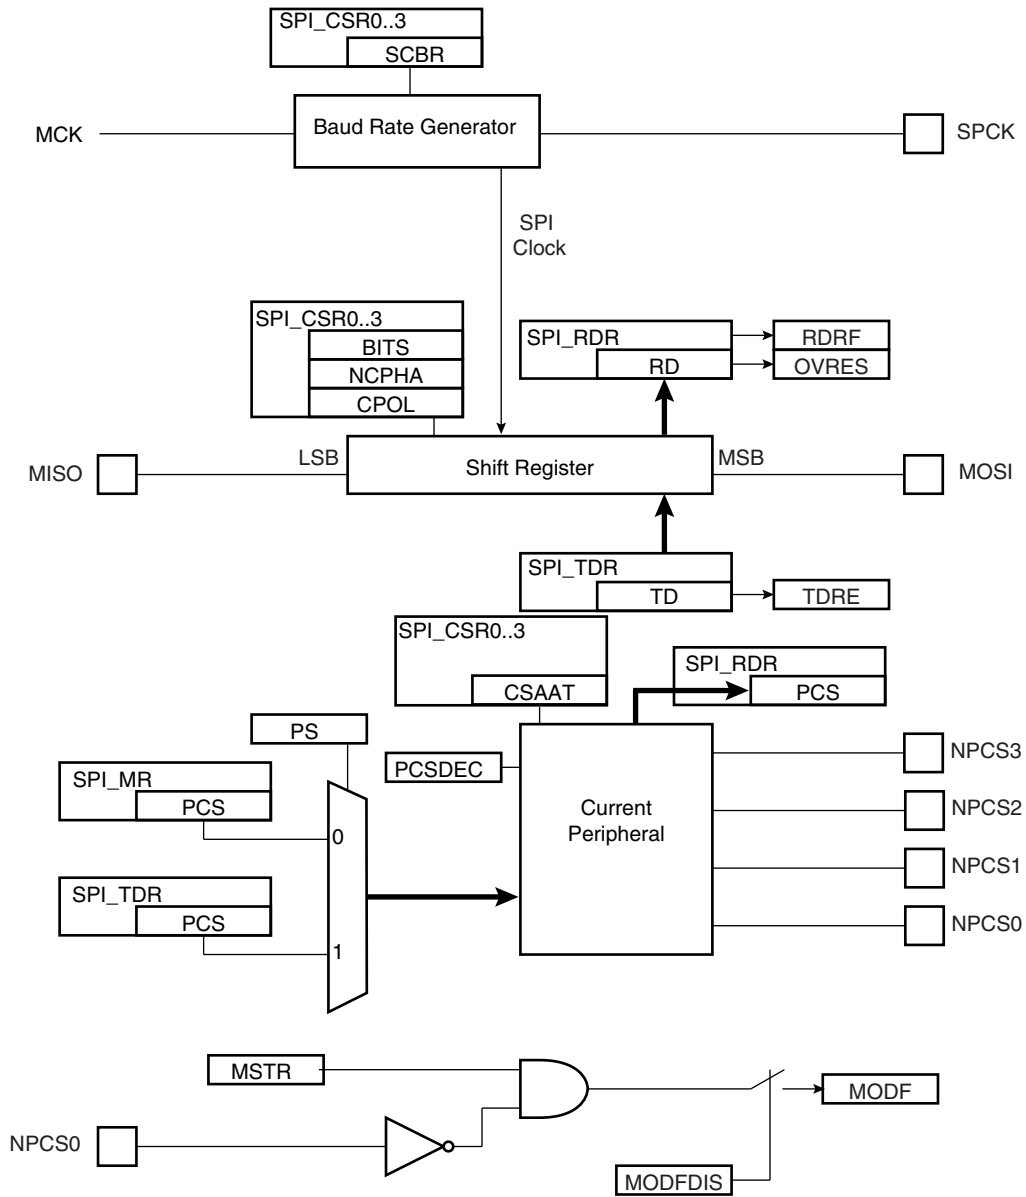 SPI_CSR0..3
SCBR
MCK
Baud Rate Generator
SPCK
SPI
Clock
SPI_CSR0..3
BITS
NCPHA
CPOL
SPI_RDR
RD
RDRF
OVRES
MISO
LSB
Shift Register
MSB
MOSI
SPI_TDR
TD
TDRE
SPI_CSR0..3
CSAAT
SPI_RDR
PCS
PS
PCSDEC
SPI_MR
PCS
0
SPI_TDR
PCS
1
Current
Peripheral
NPCS3
NPCS2
NPCS1
NPCS0
MSTR
MODF
NPCS0
MODFDIS